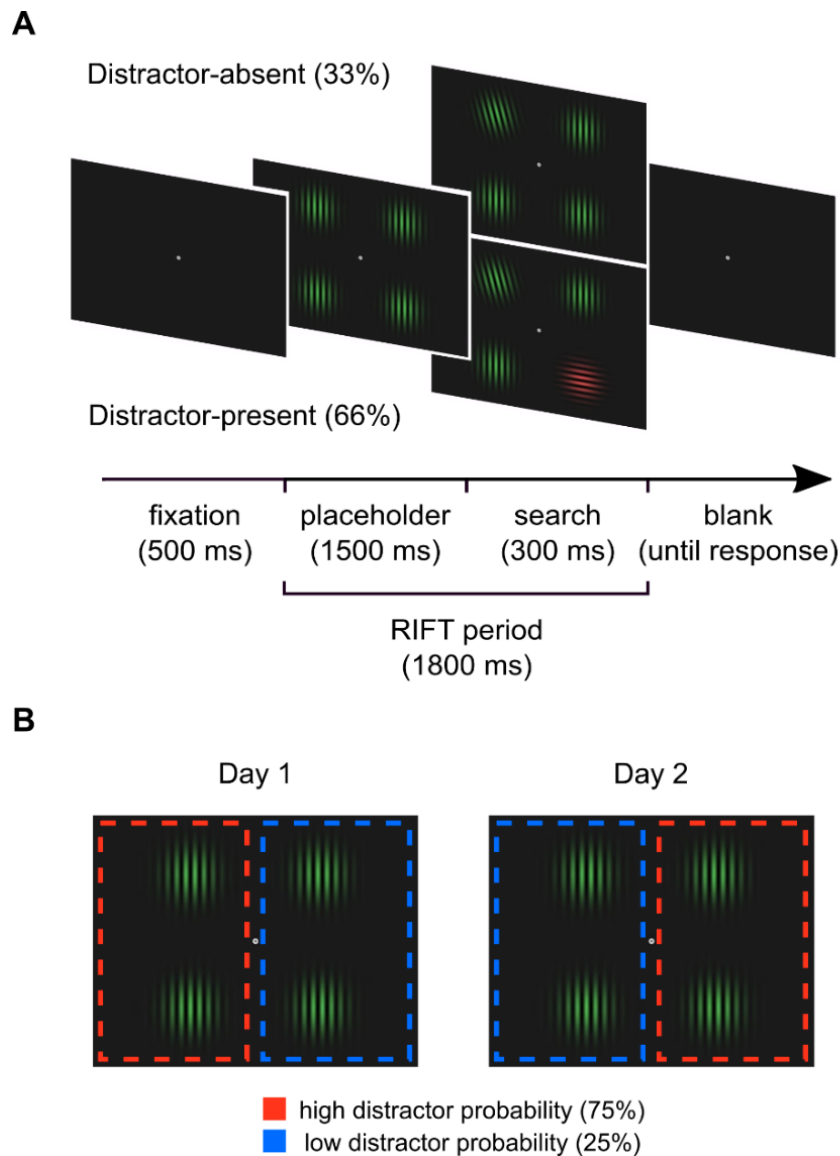 A
Distractor-absent (33%)
Distractor-present (66%)
fixation
(500 ms)
placeholder
(1500 ms)
search
(300 ms)
blank
(until response)
RIFT period
(1800 ms)
B
Day 1
Day 2
high distractor probability (75%)
low distractor probability (25%)